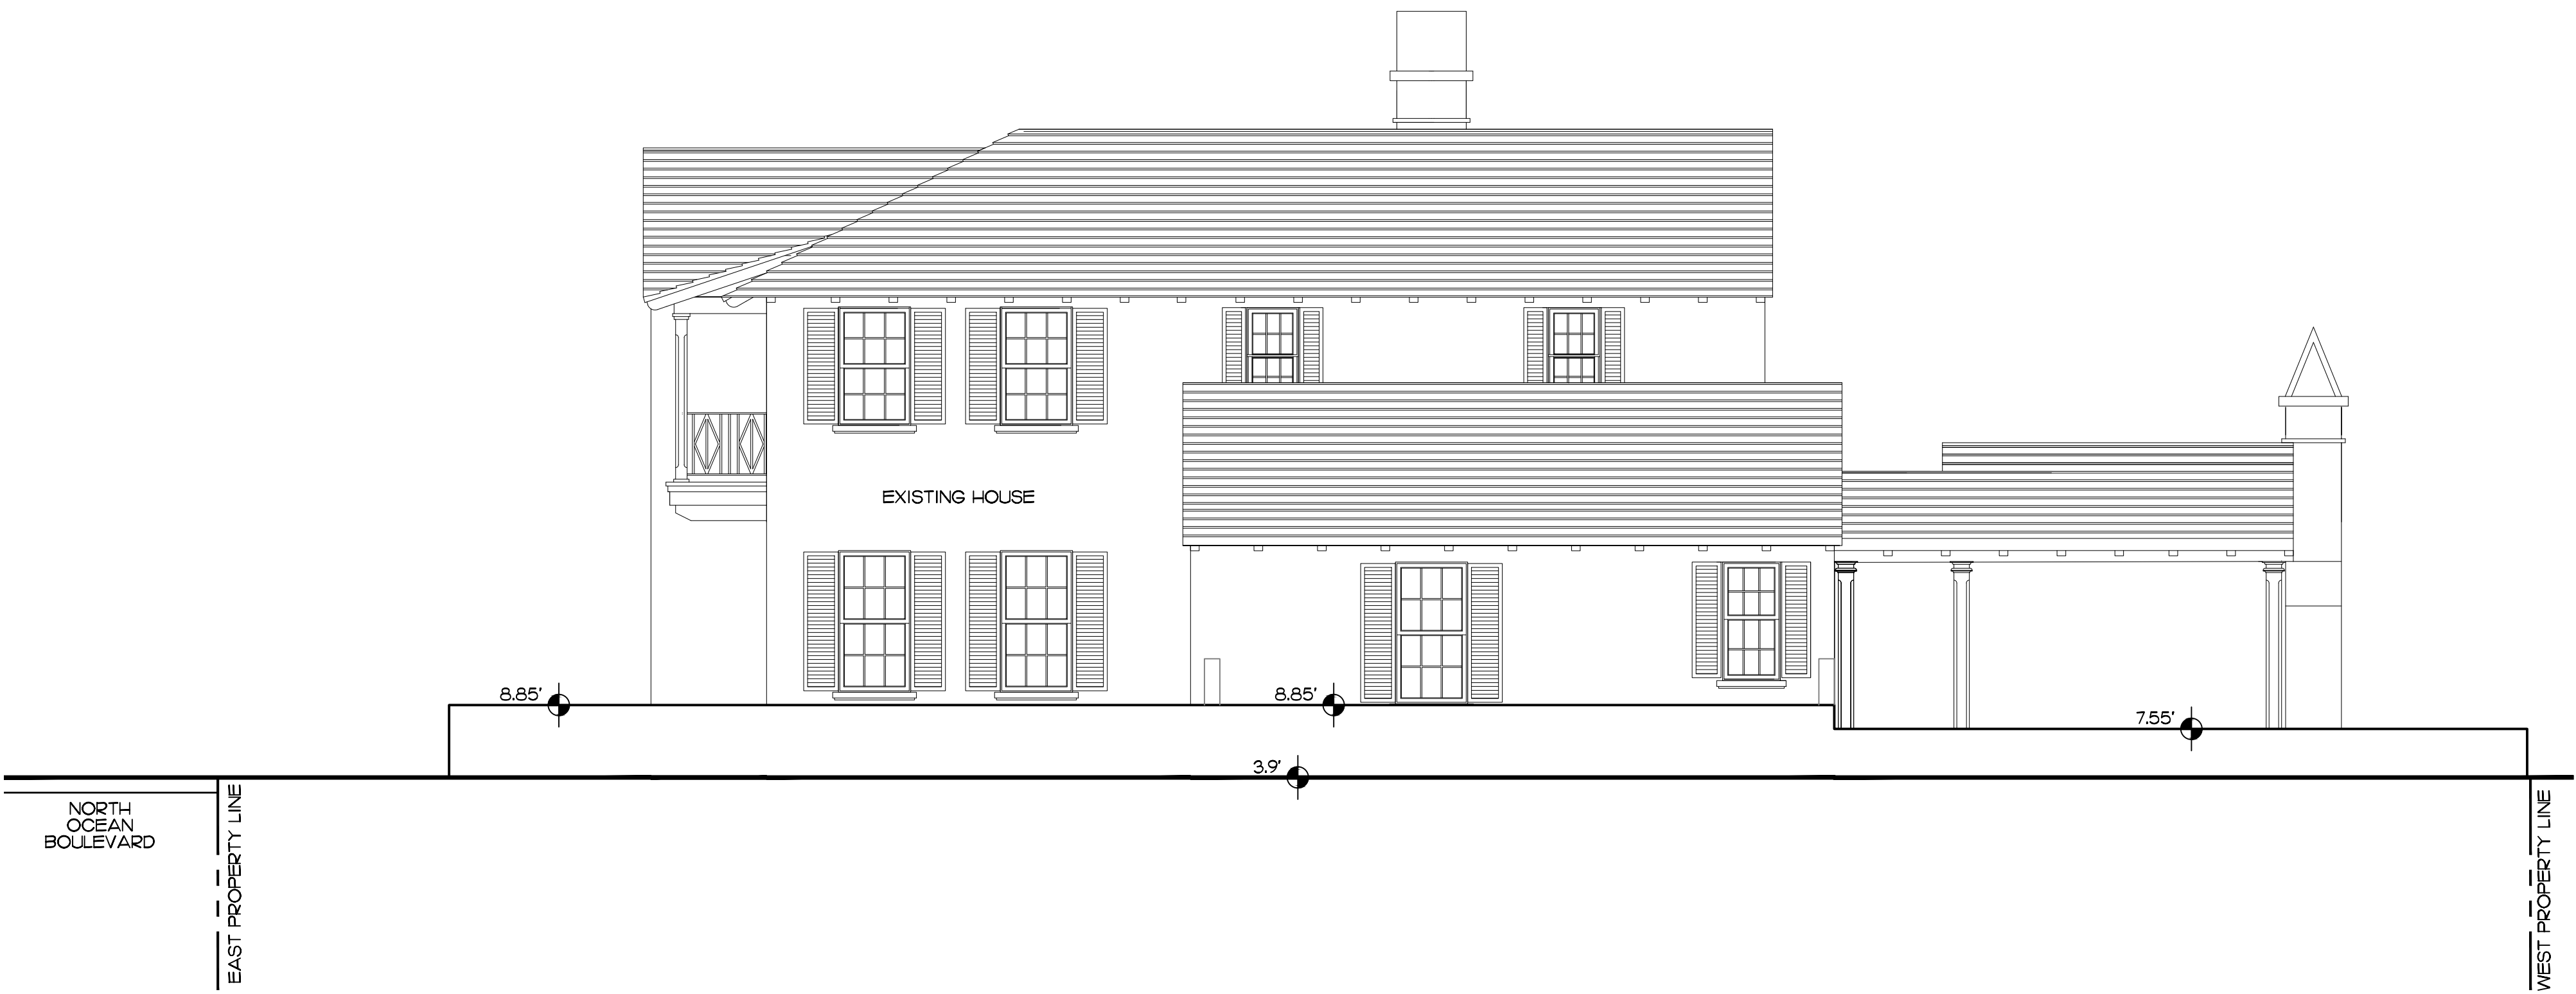 EXISTING HOUSE
8.85'
8.85'
7.55'
3.9'
NORTH
OCEAN
BOULEVARD
EAST PROPERTY LINE
WEST PROPERTY LINE